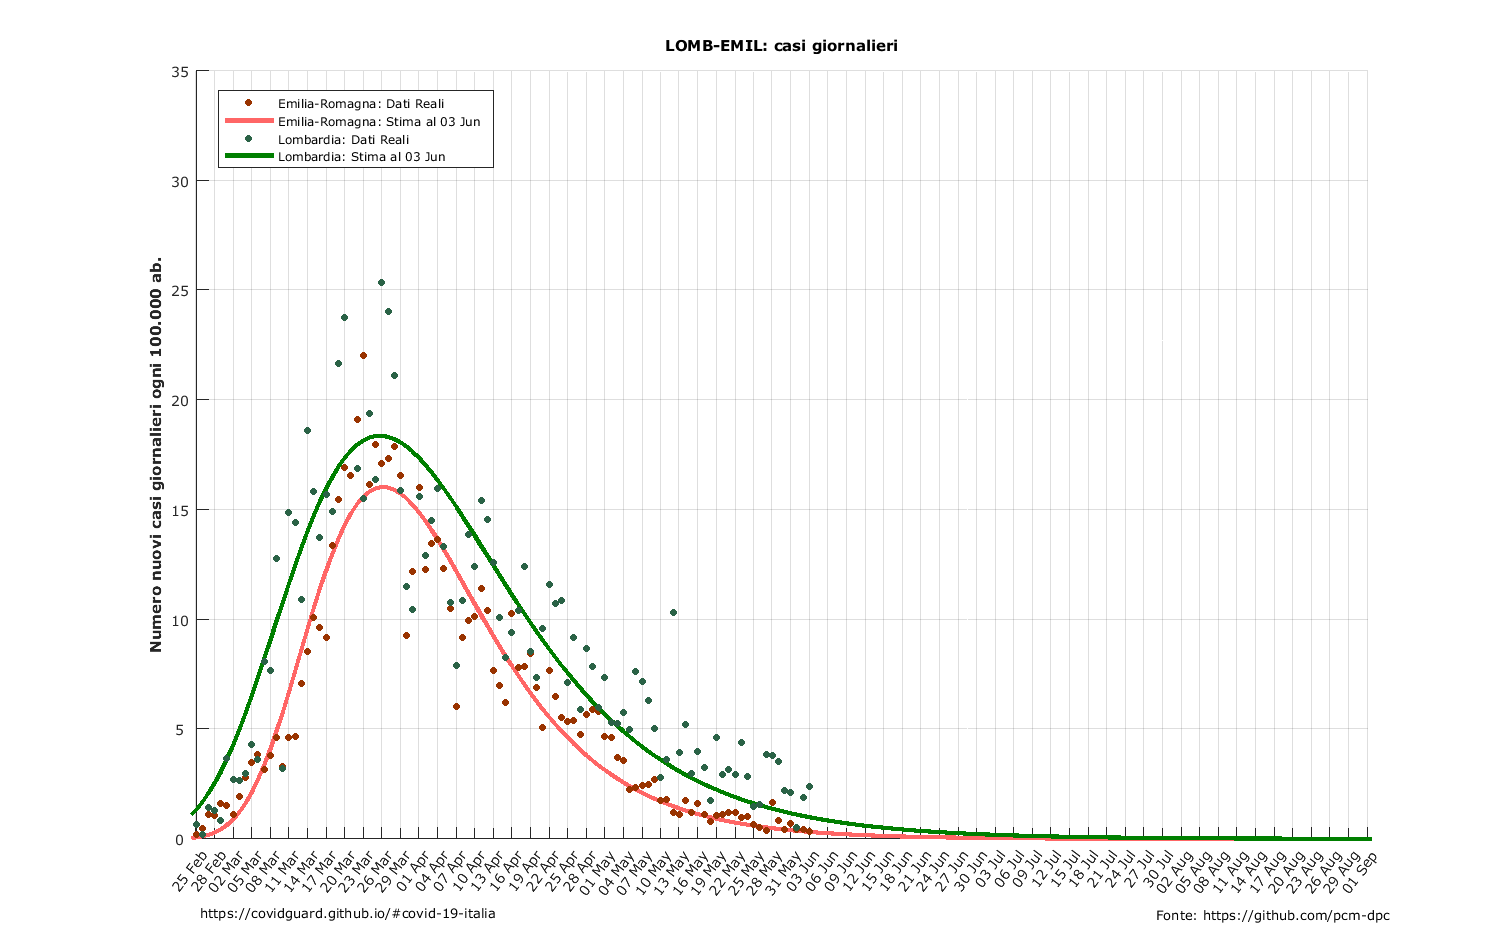 LOMB-EMIL: casi giornalieri
Numero nuovi casi giornalieri ogni 100.000 ab.
35
30
25
20
15
10
5
0
Emilia-Romagna: Dati Reali
Emilia-Romagna: Stima al 03 Jun
Lombardia: Dati Reali
Lombardia: Stima al 03 Jun
25 Feb
28 Feb
02 Mar
05 Mar
08 Mar
11 Mar
14 Mar
17 Mar
20 Mar
23 Mar
26 Mar
29 Mar
01 Apr
04 Apr
07 Apr
10 Apr
13 Apr
16 Apr
19 Apr
22 Apr
25 Apr
28 Apr
01 May
04 May
07 May
10 May
13 May
16 May
19 May
22 May
25 May
28 May
31 May
03 Jun
06 Jun
09 Jun
12 Jun
15 Jun
18 Jun
21 Jun
24 Jun
27 Jun
30 Jul
03 Jul
06 Jul
09 Jul
12 Jul
15 Jul
18 Jul
21 Jul
24 Jul
27 Jul
30 Jul
02 Aug
05 Aug
08 Aug
11 Aug
14 Aug
17 Aug
20 Aug
23 Aug
26 Aug
29 Aug
01 Sep
https://covidguard.github.io/#covid-19-italia
Fonte: https://github.com/pcm-dpc